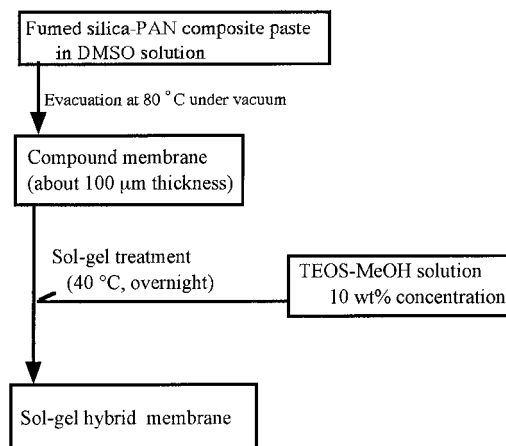 Fumed silica-PAN composite paste
in DMSO solution
Evacuation at 80 °C under vacuum
Compound membrane
(about 100 μm thickness)
Sol-gel treatment
(40 °C, overnight)
TEOS-MeOH solution
10 wt% concentration
Sol-gel hybrid membrane